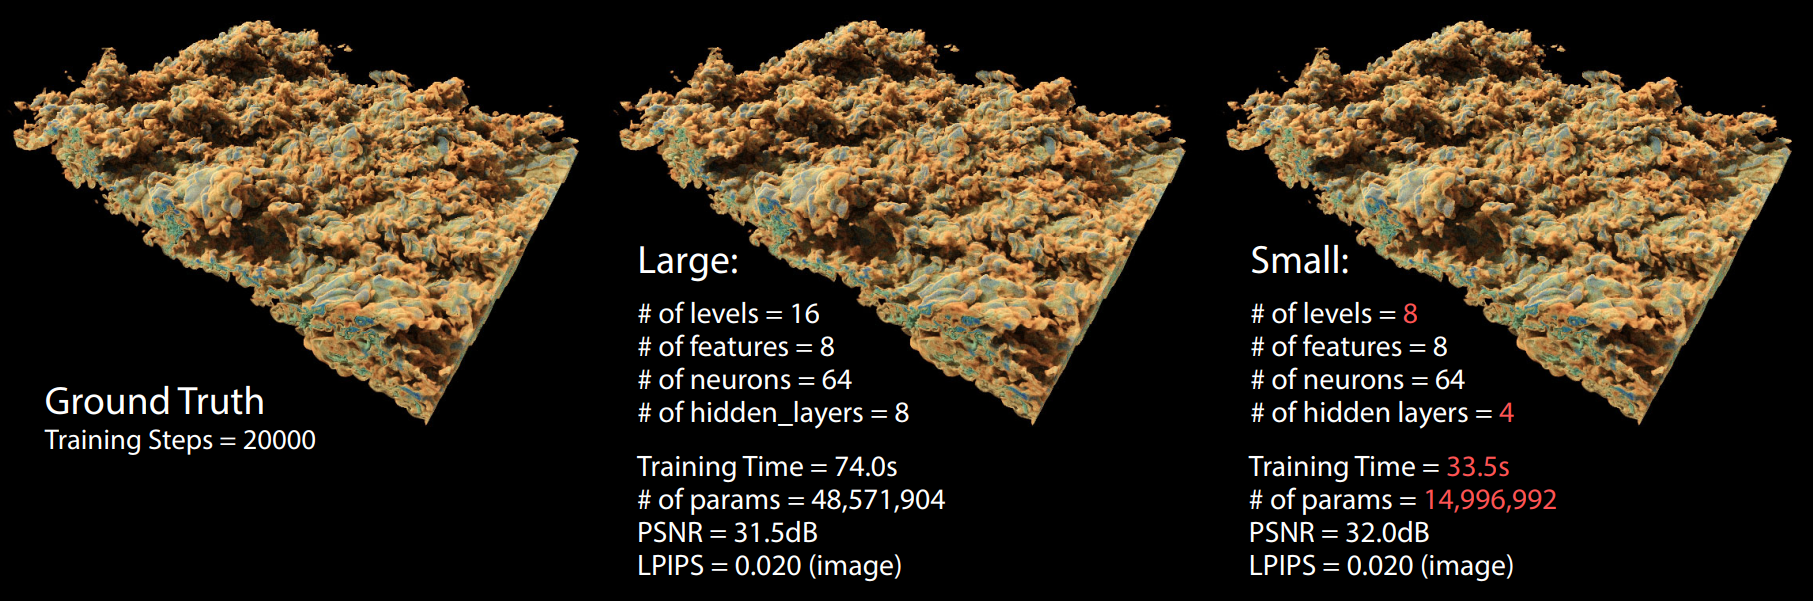 Ground Truth
Training Steps = 20000
Large:
# of levels = 16
# of features = 8
# of neurons = 64
# of hidden_layers = 8
Training Time = 74.0s
# of params = 48,571,904
PSNR = 31.5dB
LPIPS = 0.020 (image)
Small:
# of levels = 8
# of features = 8
# of neurons = 64
# of hidden layers = 4
Training Time = 33.5s
# of params = 14,996,992
PSNR = 32.0dB
LPIPS = 0.020 (image)